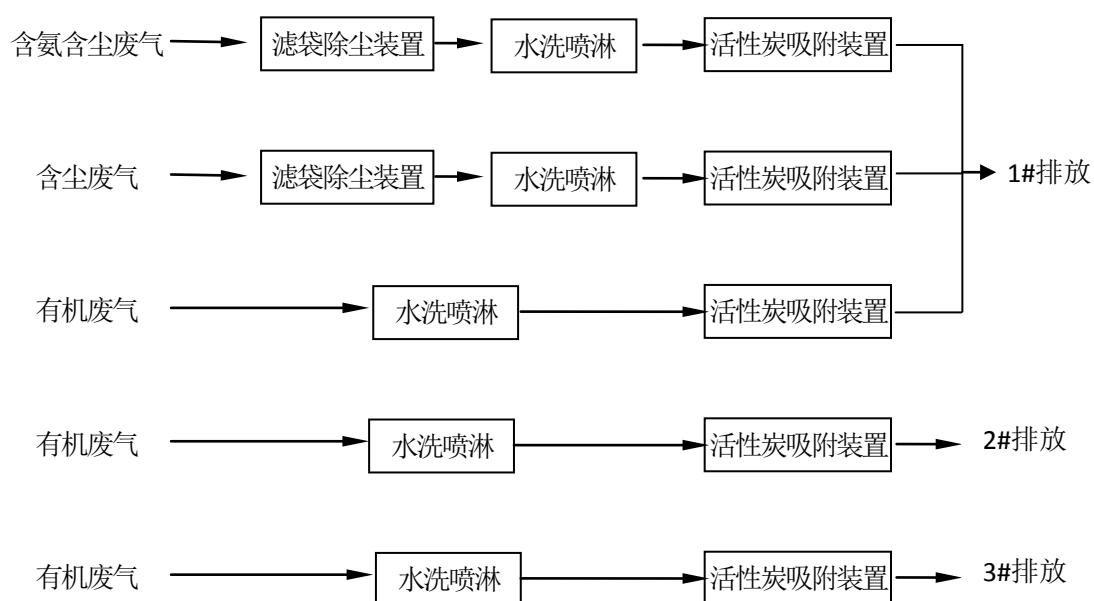 含氨含尘废气
滤袋除尘装置
水洗喷淋
活性炭吸附装置
含尘废气
滤袋除尘装置
水洗喷淋
活性炭吸附装置
1#排放
有机废气
水洗喷淋
活性炭吸附装置
有机废气
水洗喷淋
活性炭吸附装置
2#排放
有机废气
水洗喷淋
活性炭吸附装置
3#排放